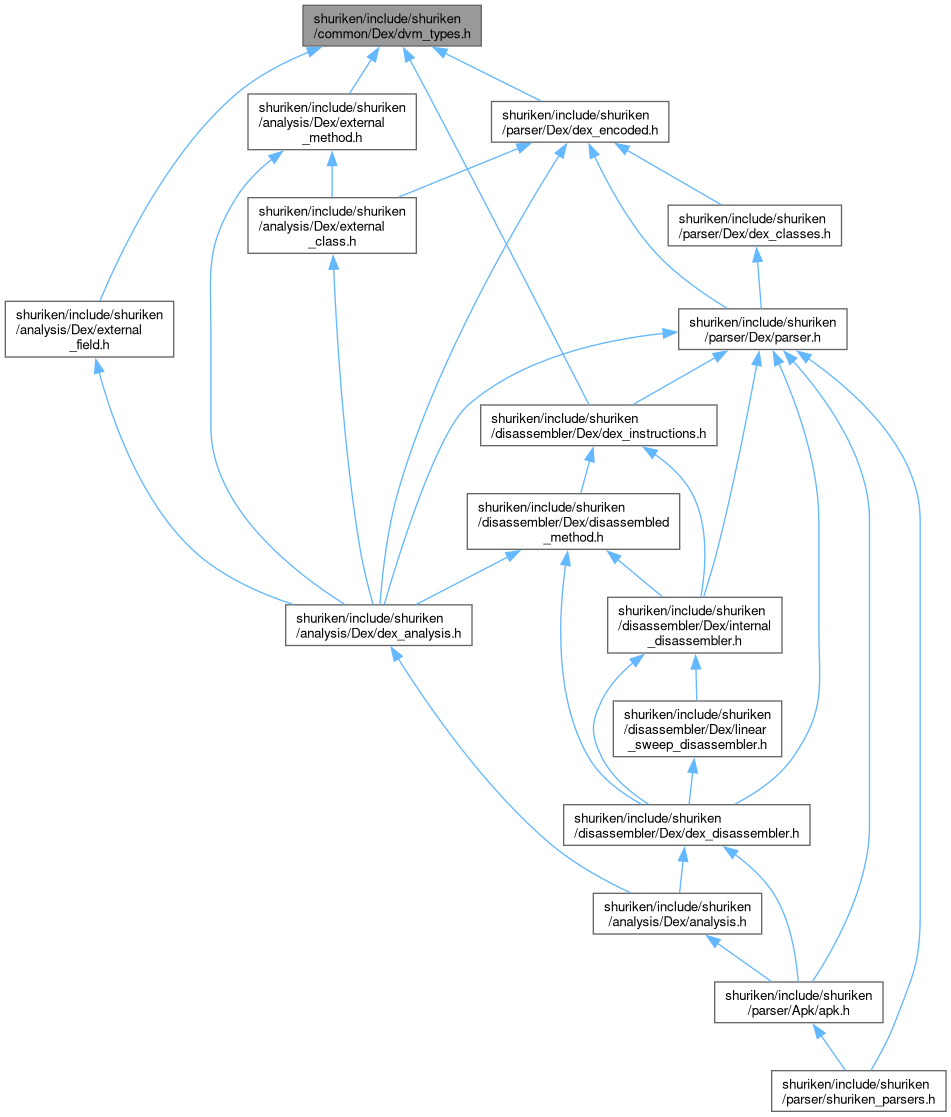 shuriken/include/shuriken
/common/Dex/dvm_types.h
shuriken/include/shuriken
/analysis/Dex/external
_method.h
shuriken/include/shuriken
/parser/Dex/dex_encoded.h
shuriken/include/shuriken
/analysis/Dex/external
_class.h
shuriken/include/shuriken
/parser/Dex/dex_classes.h
shuriken/include/shuriken
/analysis/Dex/external
_field.h
shuriken/include/shuriken
/parser/Dex/parser.h
shuriken/include/shuriken
/disassembler/Dex/dex_instructions.h
shuriken/include/shuriken
/disassembler/Dex/disassembled
_method.h
shuriken/include/shuriken
/analysis/Dex/dex_analysis.h
shuriken/include/shuriken
/disassembler/Dex/internal
_disassembler.h
shuriken/include/shuriken
/disassembler/Dex/linear
_sweep_disassembler.h
shuriken/include/shuriken
/disassembler/Dex/dex_disassembler.h
shuriken/include/shuriken
/analysis/Dex/analysis.h
shuriken/include/shuriken
/parser/Apk/apk.h
shuriken/include/shuriken
/parser/shuriken_parsers.h